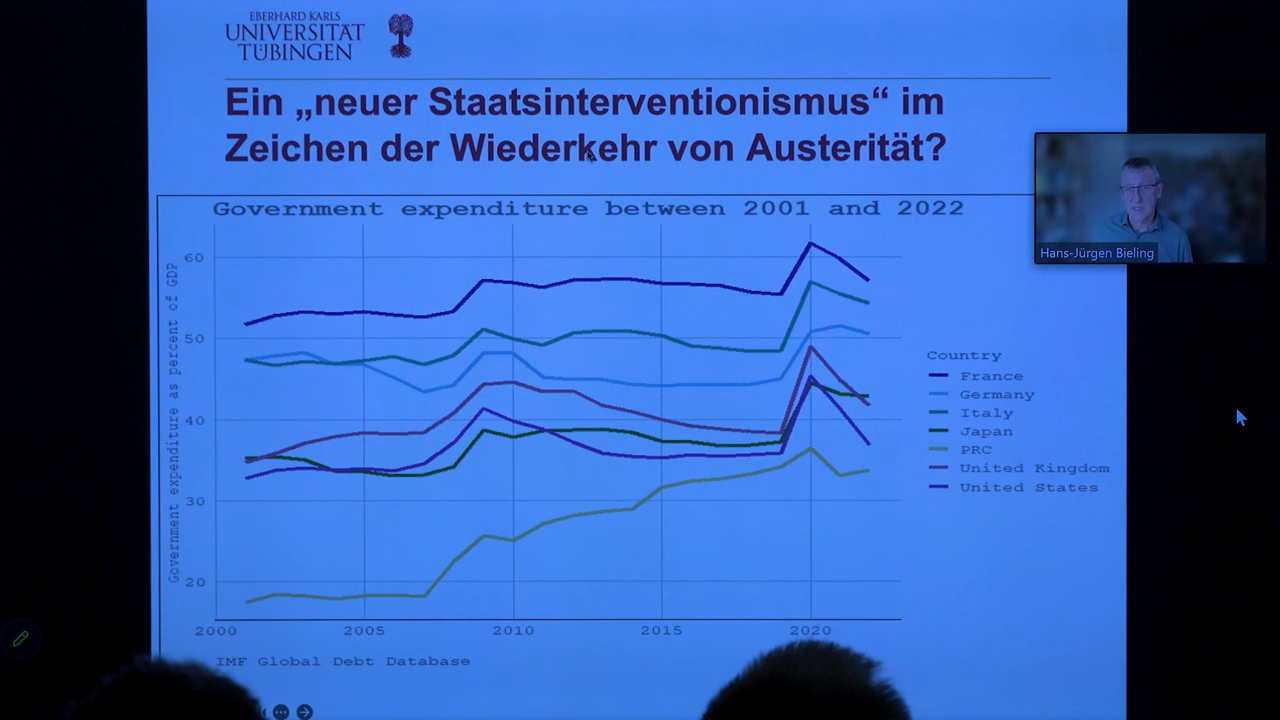 EBERHARD KARLS
UNIVERSITÄT
TÜBINGEN
Ein „neuer Staatsinterventionismus“ im
Zeichen der Wiederkehr von Austerität?
Hans-Jürgen Bieling
Government expenditure between 2001 and 2022
Government expenditure as percent of GDP
60
50
40
30
20
2000 2005 2010 2015 2020
Country
France
Germany
Italy
Japan
PRC
United Kingdom
United States
IMF Global Debt Database